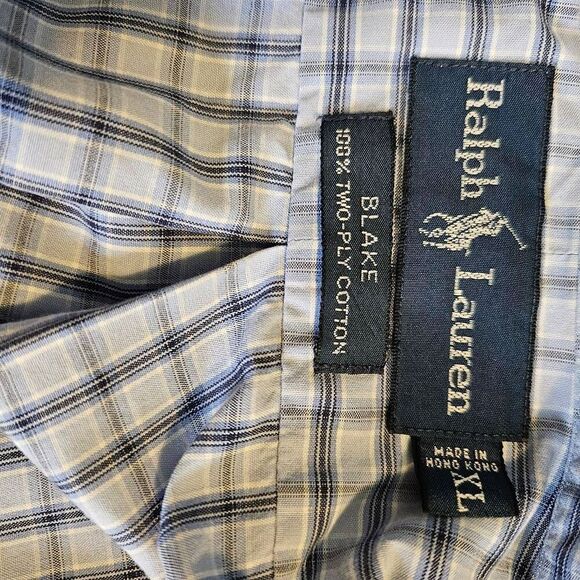 Ralph Lauren
BLAKE
100% TWO-PLY COTTON
MADE IN
HONG KONG
XL